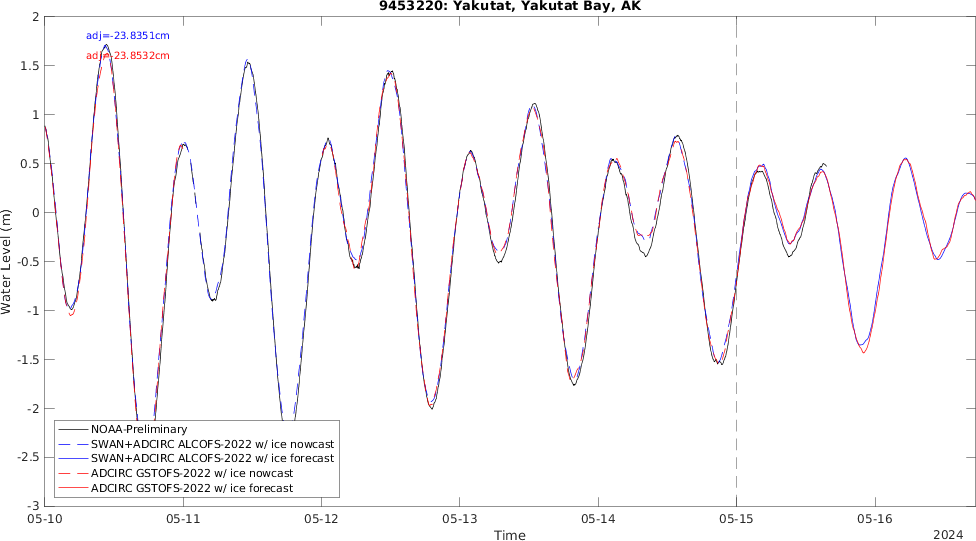 9453220: Yakutat, Yakutat Bay, AK
adj=-23.8351cm
adj=-23.8532cm
2
1.5
1
0.5
0
-0.5
-1
-1.5
-2
-2.5
-3
Water Level (m)
NOAA-Preliminary
SWAN+ADCIRC ALCOFS-2022 w/ ice nowcast
SWAN+ADCIRC ALCOFS-2022 w/ ice forecast
ADCIRC GSTOFS-2022 w/ ice nowcast
ADCIRC GSTOFS-2022 w/ ice forecast
05-10 05-11 05-12 05-13 05-14 05-15 05-16
Time
2024